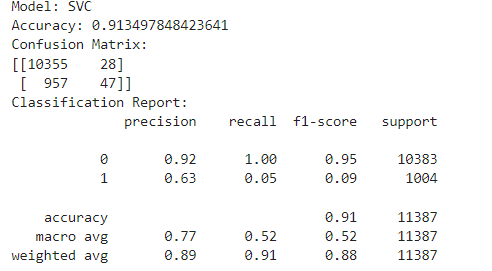 Model: SVC
Accuracy: 0.913497848423641
Confusion Matrix:
[[10355    28]
 [  957    47]]
Classification Report:
              precision    recall  f1-score   support

           0       0.92      1.00      0.95     10383
           1       0.63      0.05      0.09      1004

    accuracy                           0.91     11387
   macro avg       0.77      0.52      0.52     11387
weighted avg       0.89      0.91      0.88     11387